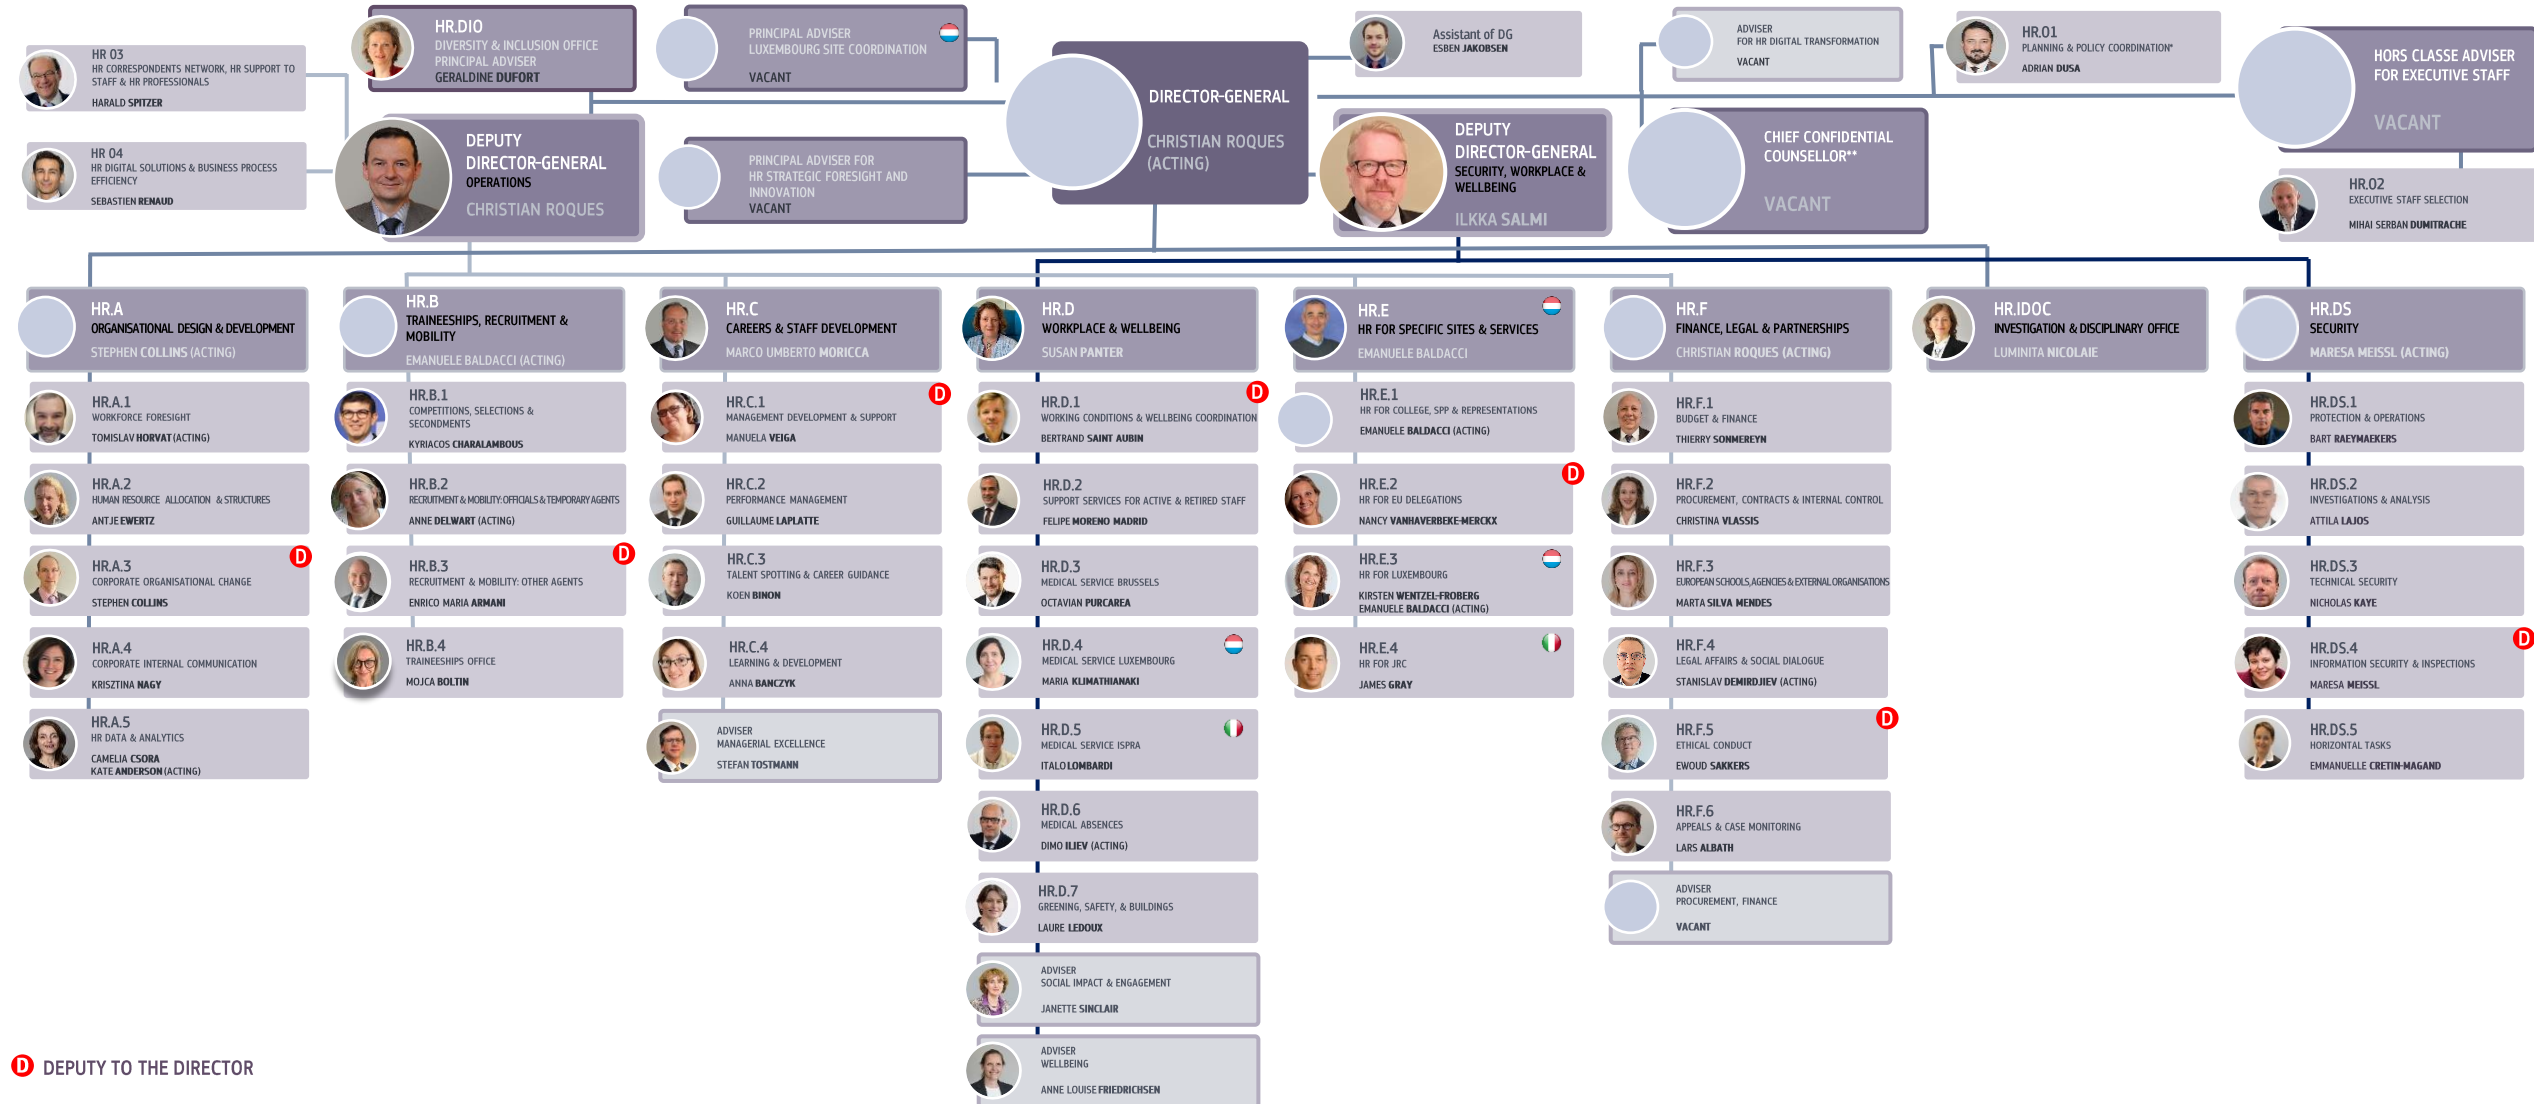 HR 03
HR CORRESPONDENTS NETWORK, HR SUPPORT TO
STAFF & HR PROFESSIONALS
HARALD SPITZER
HR 04
HR DIGITAL SOLUTIONS & BUSINESS PROCESS
EFFICIENCY
SEBASTIEN RENAUD
HR.DIO
DIVERSITY & INCLUSION OFFICE
PRINCIPAL ADVISER
GERALDINE DUFORT
DEPUTY
DIRECTOR-GENERAL
OPERATIONS
CHRISTIAN ROQUES
PRINCIPAL ADVISER
LUXEMBOURG SITE COORDINATION
VACANT
PRINCIPAL ADVISER FOR
HR STRATEGIC FORESIGHT AND
INNOVATION
VACANT
DIRECTOR-GENERAL
CHRISTIAN ROQUES
(ACTING)
Assistant of DG
ESBEN JAKOBSEN
DEPUTY
DIRECTOR-GENERAL
SECURITY, WORKPLACE &
WELLBEING
ILKKA SALMI
ADVISER
FOR HR DIGITAL TRANSFORMATION
VACANT
CHIEF CONFIDENTIAL
COUNSELLOR**
VACANT
HR.01
PLANNING & POLICY COORDINATION*
ADRIAN DUSA
HORS CLASSE ADVISER
FOR EXECUTIVE STAFF
VACANT
HR.02
EXECUTIVE STAFF SELECTION
MIHAI SERBAN DUMITRACHE
HR.A
ORGANISATIONAL DESIGN & DEVELOPMENT
STEPHEN COLLINS (ACTING)
HR.A.1
WORKFORCE FORESIGHT
TOMISLAV HORVAT (ACTING)
HR.A.2
HUMAN RESOURCE ALLOCATION & STRUCTURES
ANTJE EWERTZ
D
HR.A.3
CORPORATE ORGANISATIONAL CHANGE
STEPHEN COLLINS
HR.A.4
CORPORATE INTERNAL COMMUNICATION
KRISZTINA NAGY
HR.A.5
HR DATA & ANALYTICS
CAMELIA CSORA
KATE ANDERSON (ACTING)
HR.B
TRAINEESHIPS, RECRUITMENT &
MOBILITY
EMANUELE BALDACCI (ACTING)
HR.B.1
COMPETITIONS, SELECTIONS &
SECONDMENTS
KYRIACOS CHARALAMBOUS
HR.B.2
RECRUITMENT & MOBILITY: OFFICIALS & TEMPORARY AGENTS
ANNE DELWART (ACTING)
D
HR.B.3
RECRUITMENT & MOBILITY: OTHER AGENTS
ENRICO MARIA ARMANI
HR.B.4
TRAINEESHIPS OFFICE
MOJCA BOLTIN
HR.C
CAREERS & STAFF DEVELOPMENT
MARCO UMBERTO MORICCA
D
HR.C.1
MANAGEMENT DEVELOPMENT & SUPPORT
MANUELA VEIGA
HR.C.2
PERFORMANCE MANAGEMENT
GUILLAUME LAPLATTE
HR.C.3
TALENT SPOTTING & CAREER GUIDANCE
KOEN BINON
HR.C.4
LEARNING & DEVELOPMENT
ANNA BANCZYK
ADVISER
MANAGERIAL EXCELLENCE
STEFAN TOSTMANN
HR.D
WORKPLACE & WELLBEING
SUSAN PANTER
D
HR.D.1
WORKING CONDITIONS & WELLBEING COORDINATION
BERTRAND SAINT AUBIN
HR.D.2
SUPPORT SERVICES FOR ACTIVE & RETIRED STAFF
FELIPE MORENO MADRID
HR.D.3
MEDICAL SERVICE BRUSSELS
OCTAVIAN PURCAREA
HR.D.4
MEDICAL SERVICE LUXEMBOURG
MARIA KLIMATHIANAKI
HR.D.5
MEDICAL SERVICE ISPRA
ITALO LOMBARDI
HR.D.6
MEDICAL ABSENCES
DIMO ILIEV (ACTING)
HR.D.7
GREENING, SAFETY, & BUILDINGS
LAURE LEDOUX
ADVISER
SOCIAL IMPACT & ENGAGEMENT
JANETTE SINCLAIR
ADVISER
WELLBEING
ANNE LOUISE FRIEDRICHSEN
HR.E
HR FOR SPECIFIC SITES & SERVICES
EMANUELE BALDACCI
HR.E.1
HR FOR COLLEGE, SPP & REPRESENTATIONS
EMANUELE BALDACCI (ACTING)
D
HR.E.2
HR FOR EU DELEGATIONS
NANCY VANHAVERBEKE-MERCKX
HR.E.3
HR FOR LUXEMBOURG
KIRSTEN WENTZEL-FROBERG
EMANUELE BALDACCI (ACTING)
HR.E.4
HR FOR JRC
JAMES GRAY
HR.F
FINANCE, LEGAL & PARTNERSHIPS
CHRISTIAN ROQUES (ACTING)
HR.F.1
BUDGET & FINANCE
THIERRY SONMEREYN
HR.F.2
PROCUREMENT, CONTRACTS & INTERNAL CONTROL
CHRISTINA VLASSIS
HR.F.3
EUROPEAN SCHOOLS, AGENCIES & EXTERNAL ORGANISATIONS
MARTA SILVA MENDES
HR.F.4
LEGAL AFFAIRS & SOCIAL DIALOGUE
STANISLAV DEMIRDJIEV (ACTING)
D
HR.F.5
ETHICAL CONDUCT
EWOUD SAKKERS
HR.F.6
APPEALS & CASE MONITORING
LARS ALBATH
ADVISER
PROCUREMENT, FINANCE
VACANT
HR.IDOC
INVESTIGATION & DISCIPLINARY OFFICE
LUMINITA NICOLAIE
HR.DS
SECURITY
MARESA MEISSL (ACTING)
HR.DS.1
PROTECTION & OPERATIONS
BART RAEYMAEKERS
HR.DS.2
INVESTIGATIONS & ANALYSIS
ATTILA LAJOS
HR.DS.3
TECHNICAL SECURITY
NICHOLAS KAYE
D
HR.DS.4
INFORMATION SECURITY & INSPECTIONS
MARESA MEISSL
HR.DS.5
HORIZONTAL TASKS
EMMANUELLE CRETIN-MAGAND
D DEPUTY TO THE DIRECTOR